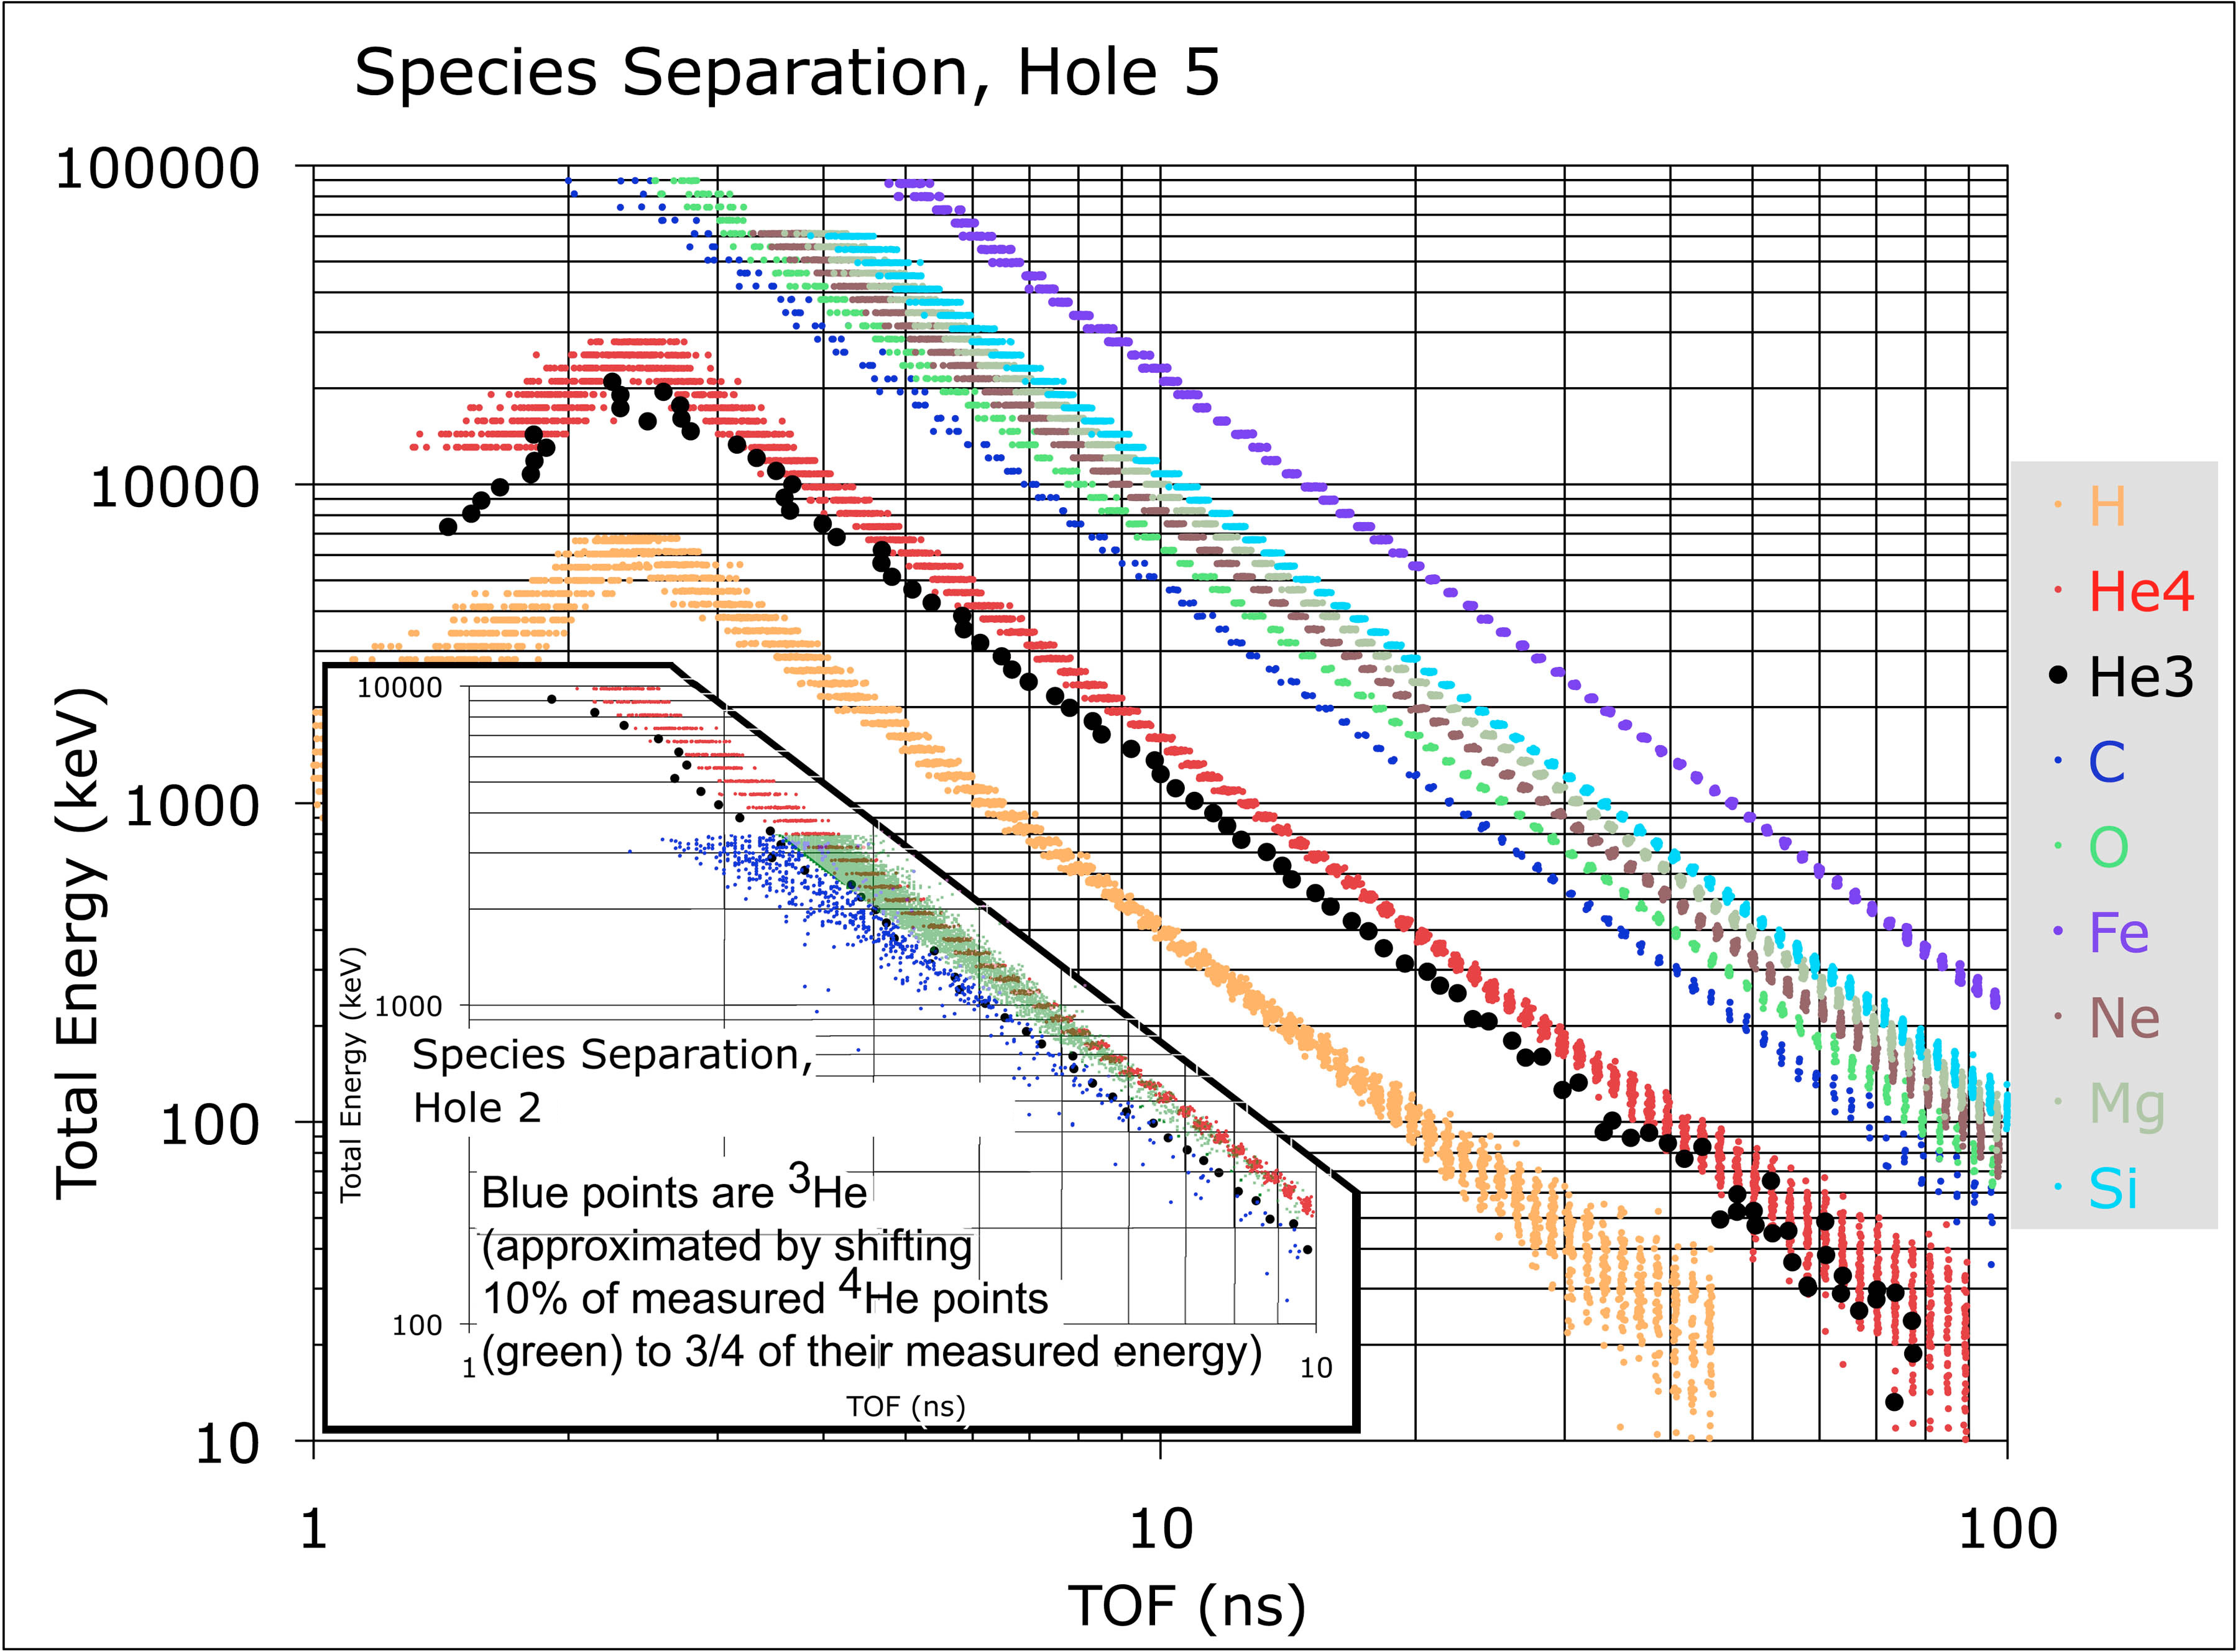 Species Separation, Hole 5
Total Energy (keV)
100000
10000
1000
100
10
1
10
100
TOF (ns)
H
He4
He3
C
O
Fe
Ne
Mg
Si
Total Energy (keV)
10000
1000
100
Species Separation,
Hole 2
Blue points are ³He
(approximated by shifting
10% of measured ⁴He points
(green) to 3/4 of their measured energy)
1
10
TOF (ns)